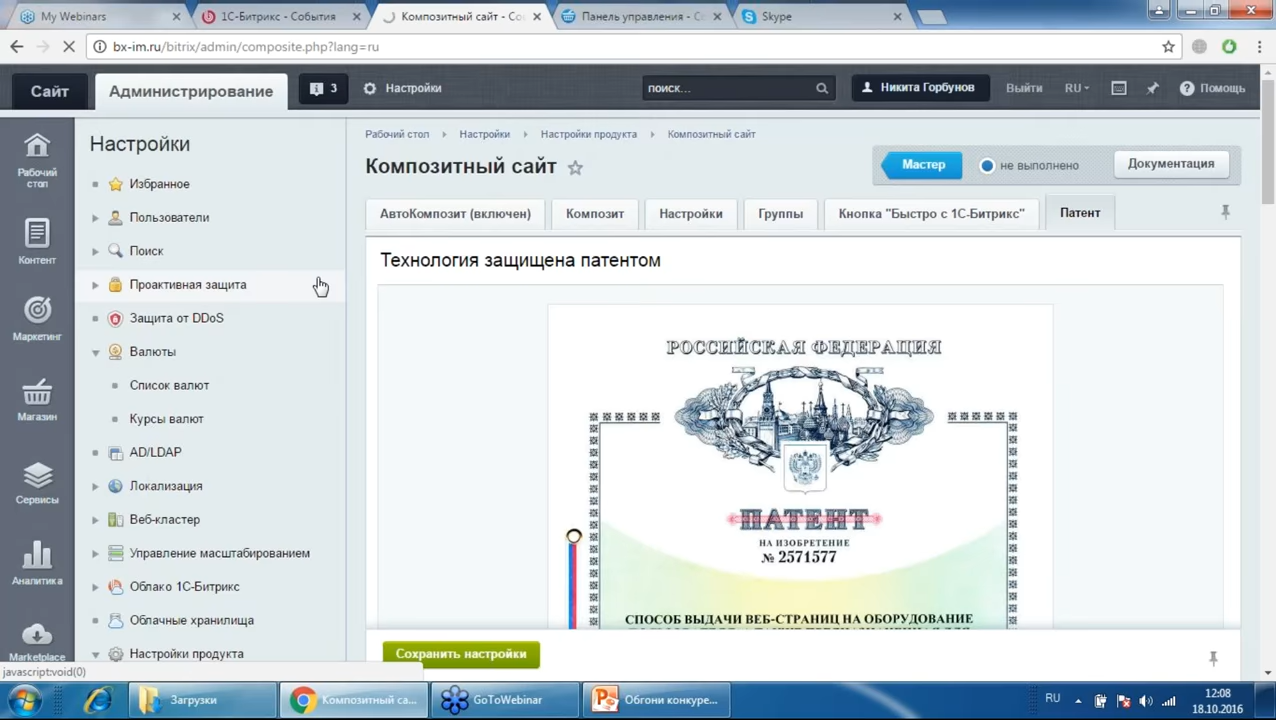 My Webinars
1С-Битрикс - События
Композитный сайт - Со
Панель управления - С
Skype
bx-im.ru/bitrix/admin/composite.php?lang=ru
Сайт
Администрирование
3
Настройки
поиск...
Никита Горбунов
Выйти
RU
Помощь
Рабочий стол
Контент
Маркетинг
Магазин
Сервисы
Аналитика
Marketplace
Настройки
Избранное
Пользователи
Поиск
Проактивная защита
Защита от DDoS
Валюты
Список валют
Курсы валют
AD/LDAP
Локализация
Веб-кластер
Управление масштабированием
Облако 1С-Битрикс
Облачные хранилища
Настройки продукта
Рабочий стол Настройки Настройки продукта Композитный сайт
Композитный сайт
Мастер
не выполнено
Документация
АвтоКомпозит (включен)
Композит
Настройки
Группы
Кнопка "Быстро с 1С-Битрикс"
Патент
Технология защищена патентом
РОССИЙСКАЯ ФЕДЕРАЦИЯ
ПАТЕНТ
НА ИЗОБРЕТЕНИЕ
№ 2571577
СПОСОБ ВЫДАЧИ ВЕБ-СТРАНИЦ НА ОБОРУДОВАНИЕ
Сохранить настройки
javascript:void(0)
Загрузки
Композитный са...
GoToWebinar
Обгони конкуре...
RU
12:08
18.10.2016